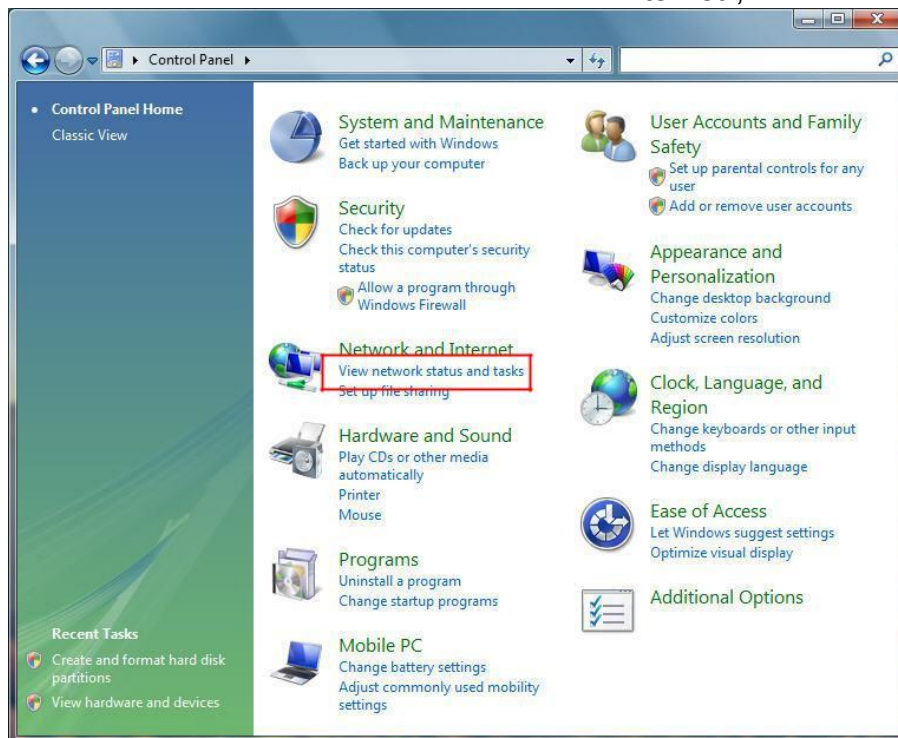 Control Panel
Control Panel Home
Classic View
System and Maintenance
Get started with Windows
Back up your computer
Security
Check for updates
Check this computer's security
status
Allow a program through
Windows Firewall
Network and Internet
View network status and tasks
Set up file sharing
Hardware and Sound
Play CDs or other media
automatically
Printer
Mouse
Programs
Uninstall a program
Change startup programs
Mobile PC
Change battery settings
Adjust commonly used mobility
settings
User Accounts and Family
Safety
Set up parental controls for any
user
Add or remove user accounts
Appearance and
Personalization
Change desktop background
Customize colors
Adjust screen resolution
Clock, Language, and
Region
Change keyboards or other input
methods
Change display language
Ease of Access
Let Windows suggest settings
Optimize visual display
Additional Options
Recent Tasks
Create and format hard disk
partitions
View hardware and devices